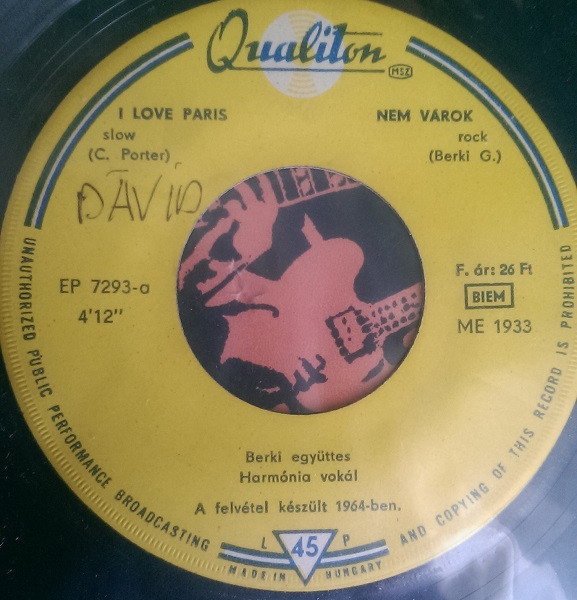 Qualiton
MSZ
I LOVE PARIS
slow
(C. Porter)
NEM VÁROK
rock
(Berki G.)
DÁVID
EP 7293-a
4'12"
F. ár: 26 Ft
BIEM
ME 1933
Berki együttes
Harmónia vokál
A felvétel készült 1964-ben.
L 45 P
MADE IN HUNGARY
UNAUTHORIZED PUBLIC PERFORMANCE BROADCASTING AND COPYING OF THIS RECORD IS PROHIBITED